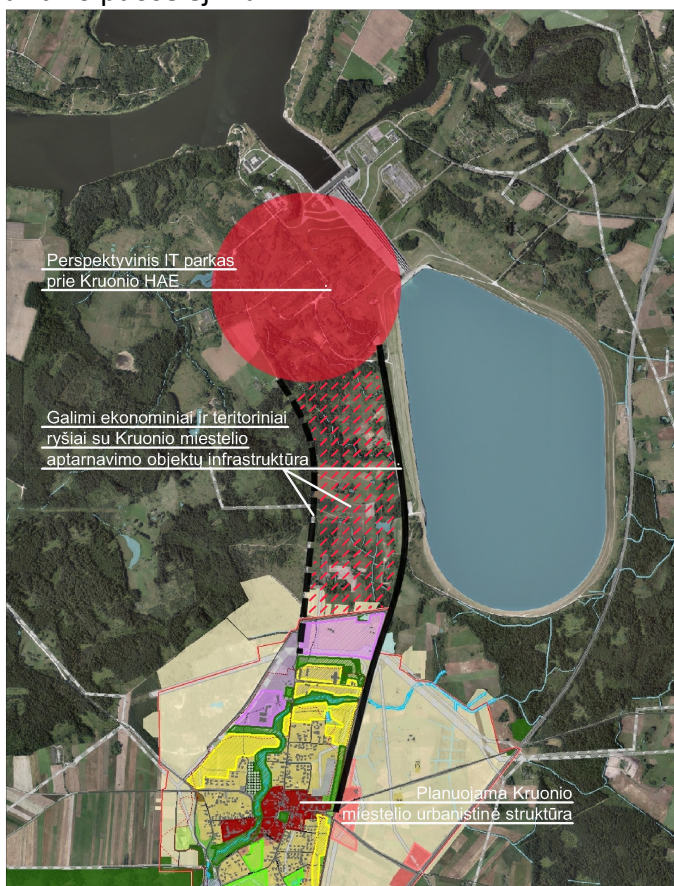 Perspektyvinis IT parkas
prie Kruonio HAE
Galimi ekonominiai ir teritoriniai
ryšiai su Kruonio miestelio
aptarnavimo objektų infrastruktūra
Planuojama Kruonio
miestelio urbanistinė struktūra